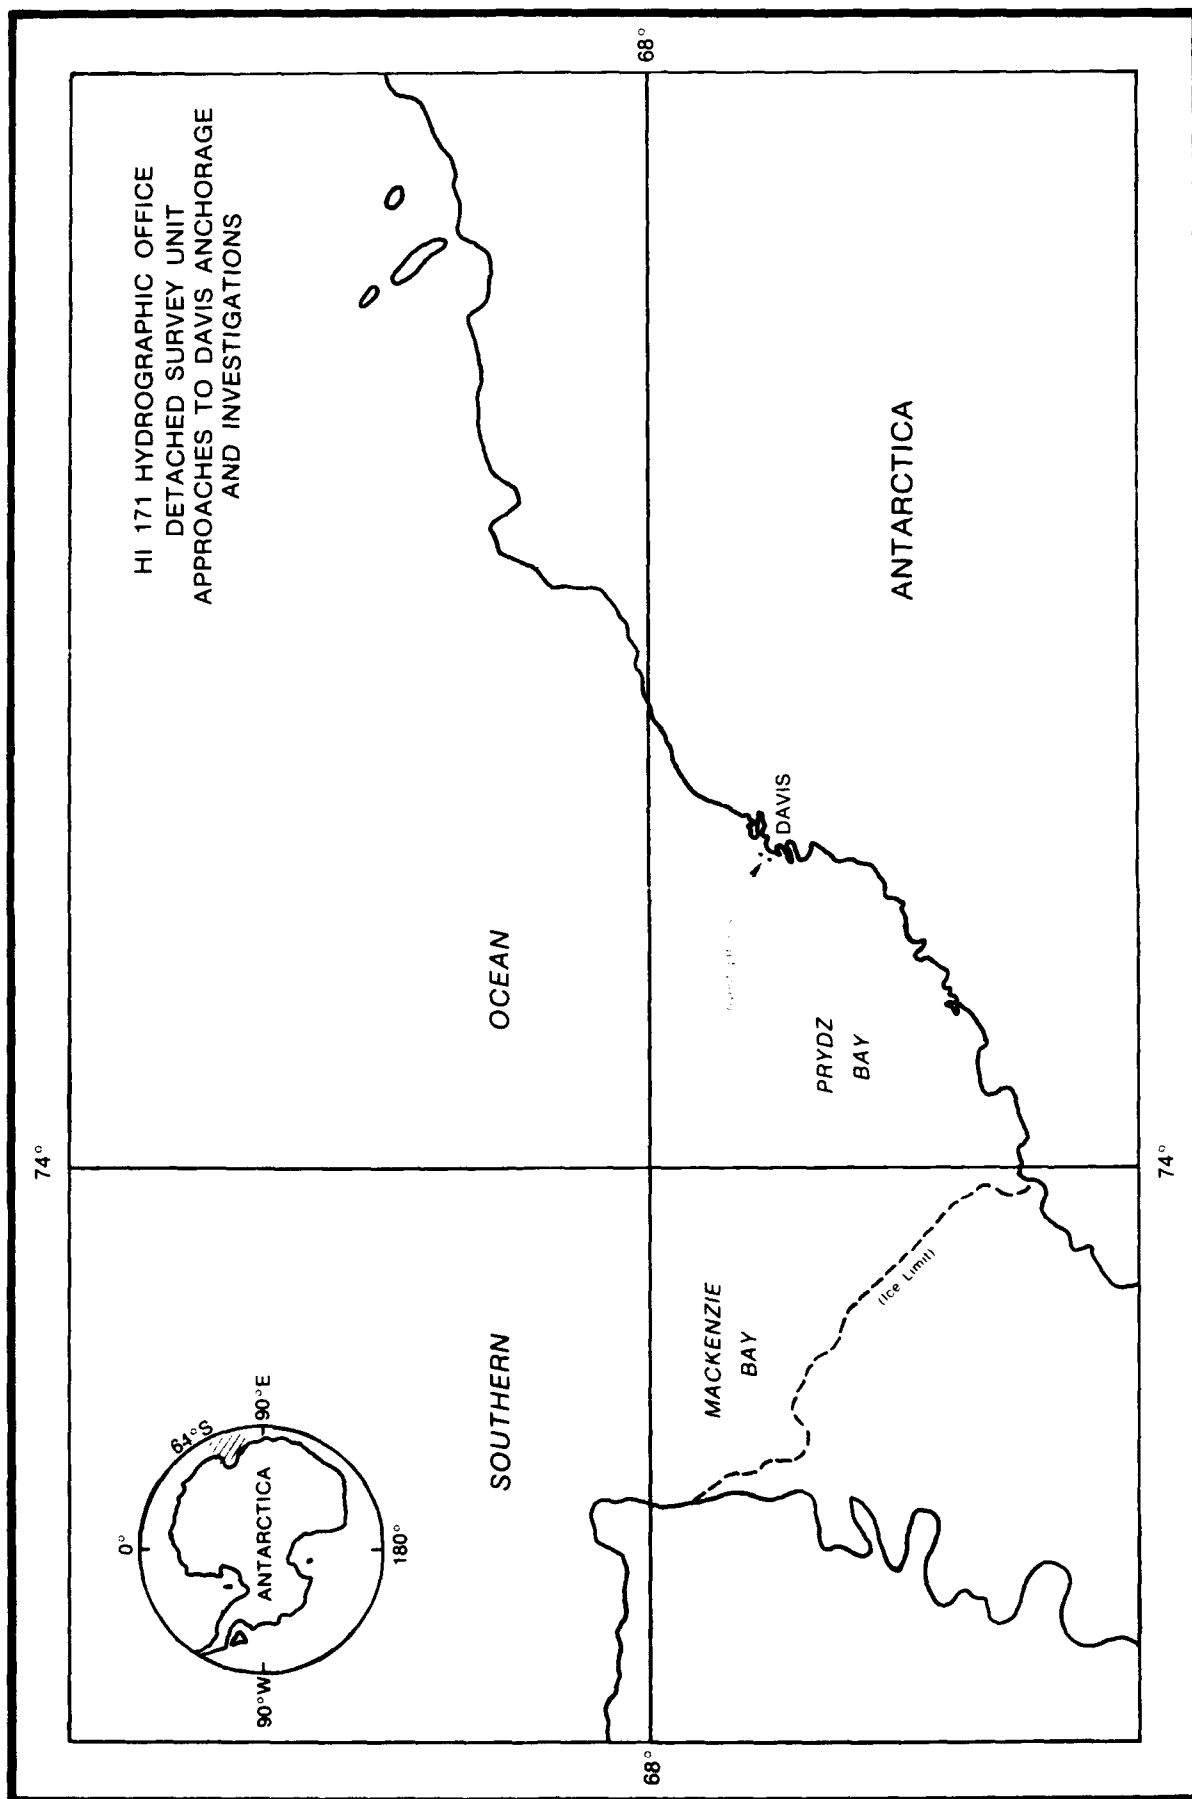 HI 171 HYDROGRAPHIC OFFICE
DETACHED SURVEY UNIT
APPROACHES TO DAVIS ANCHORAGE
AND INVESTIGATIONS
74°
68°
68°
74°
0°
64°S
90°E
90°W
180°
ANTARCTICA
SOUTHERN
OCEAN
MACKENZIE
BAY
(Ice Limit)
PRYDZ
BAY
DAVIS
ANTARCTICA